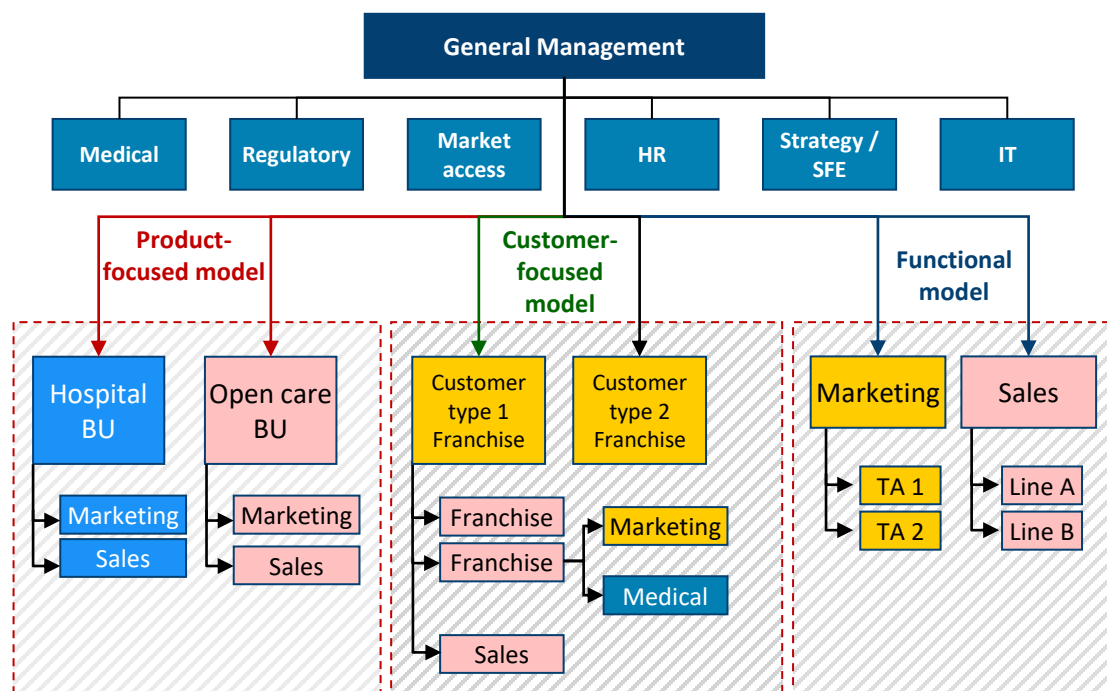 General Management
Medical
Regulatory
Market
access
HR
Strategy /
SFE
IT
Product-
focused model
Customer-
focused
model
Functional
model
Hospital
BU
Open care
BU
Customer
type 1
Franchise
Customer
type 2
Franchise
Marketing
Sales
Marketing
Sales
Marketing
Sales
Franchise
Franchise
Marketing
Medical
Sales
TA 1
TA 2
Line A
Line B